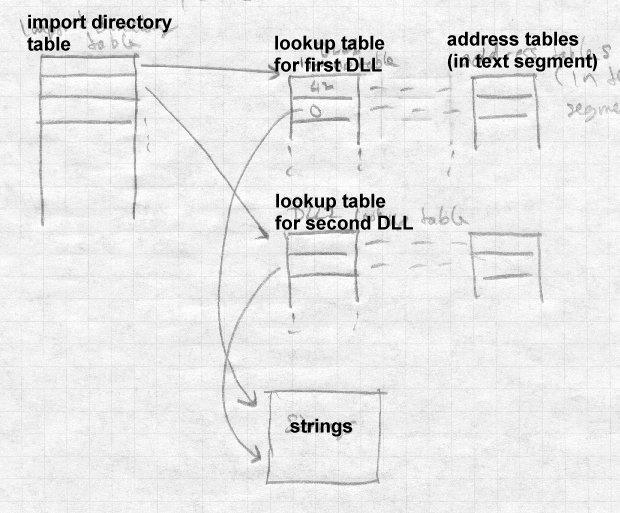 import directory
table
lookup table
for first DLL
address tables
(in text segment)
42
0
lookup table
for second DLL
table
strings